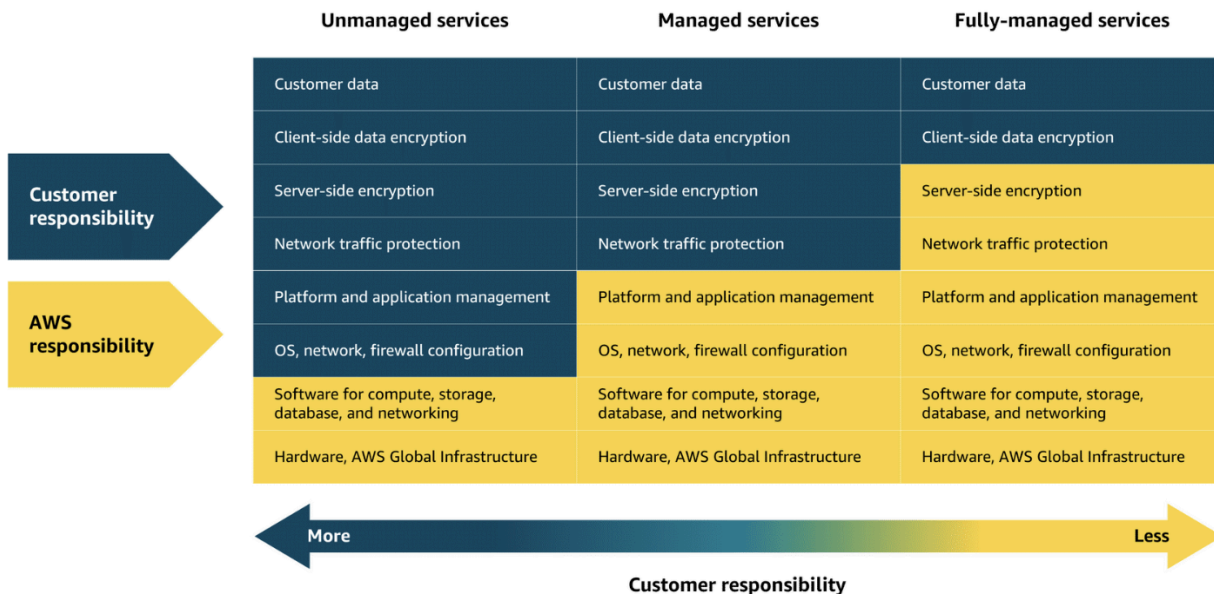 Unmanaged services
Managed services
Fully-managed services
Customer data
Customer data
Customer data
Client-side data encryption
Client-side data encryption
Client-side data encryption
Customer
responsibility
Server-side encryption
Server-side encryption
Server-side encryption
Network traffic protection
Network traffic protection
Network traffic protection
AWS
responsibility
Platform and application management
Platform and application management
Platform and application management
OS, network, firewall configuration
OS, network, firewall configuration
OS, network, firewall configuration
Software for compute, storage,
database, and networking
Software for compute, storage,
database, and networking
Software for compute, storage,
database, and networking
Hardware, AWS Global Infrastructure
Hardware, AWS Global Infrastructure
Hardware, AWS Global Infrastructure
More
Less
Customer responsibility